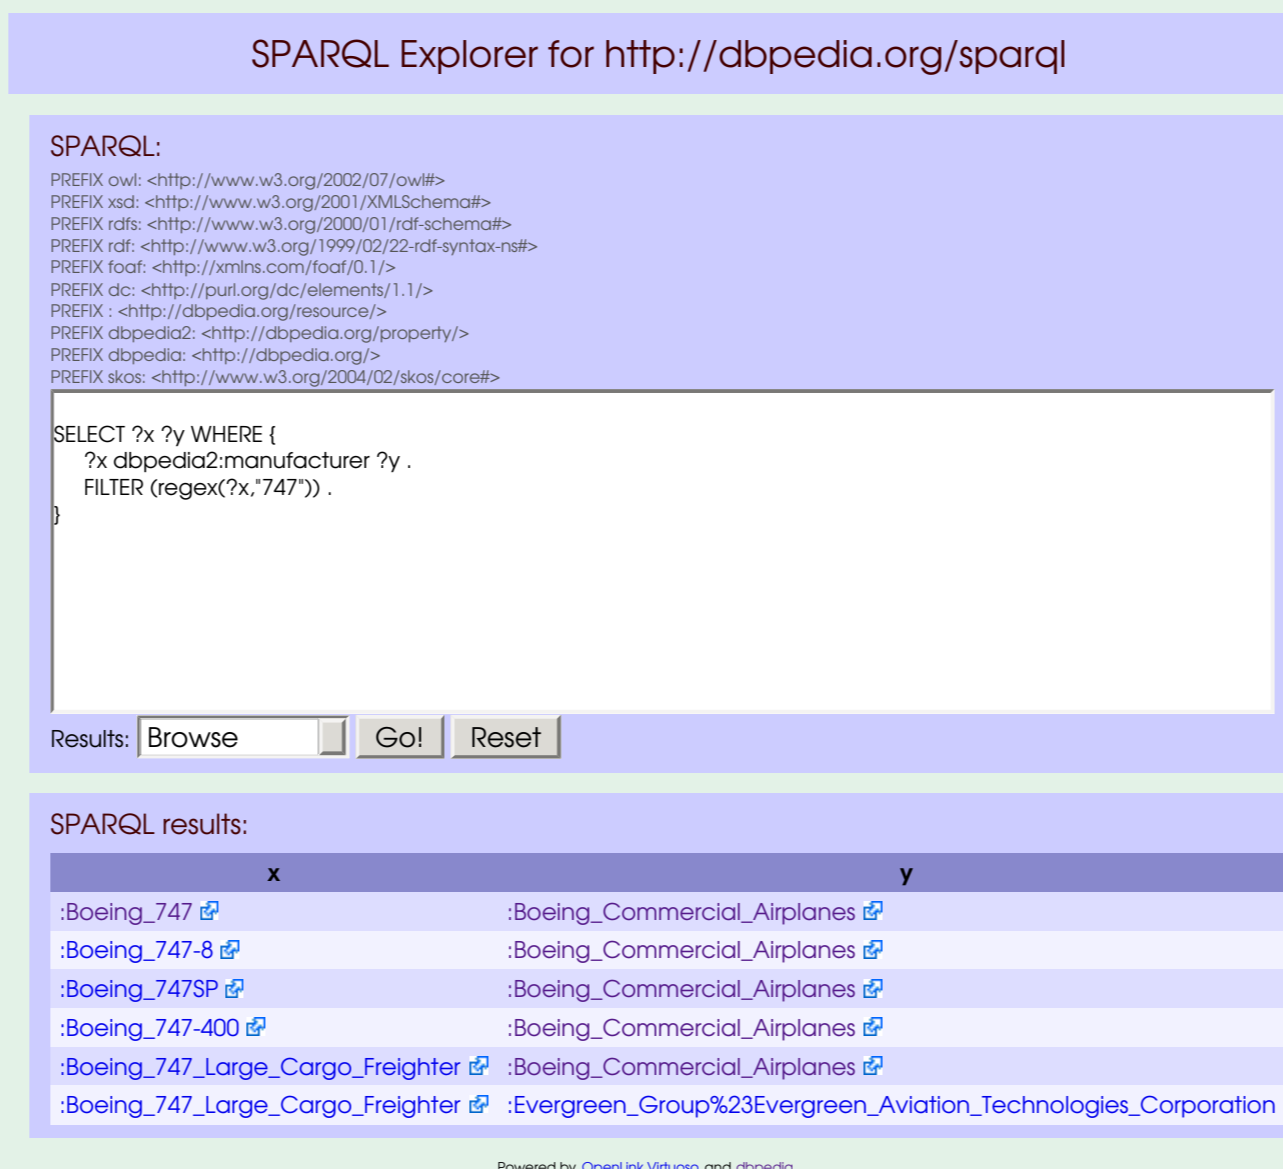 SPARQL Explorer for http://dbpedia.org/sparql
SPARQL:
PREFIX owl: <http://www.w3.org/2002/07/owl#>
PREFIX xsd: <http://www.w3.org/2001/XMLSchema#>
PREFIX rdfs: <http://www.w3.org/2000/01/rdf-schema#>
PREFIX rdf: <http://www.w3.org/1999/02/22-rdf-syntax-ns#>
PREFIX foaf: <http://xmlns.com/foaf/0.1/>
PREFIX dc: <http://purl.org/dc/elements/1.1/>
PREFIX : <http://dbpedia.org/resource/>
PREFIX dbpedia2: <http://dbpedia.org/property/>
PREFIX dbpedia: <http://dbpedia.org/>
PREFIX skos: <http://www.w3.org/2004/02/skos/core#>
SELECT ?x ?y WHERE {
?x dbpedia2:manufacturer ?y .
FILTER (regex(?x,"747")) .
}
Results: Browse Go! Reset
SPARQL results:
x y
:Boeing_747 :Boeing_Commercial_Airplanes
:Boeing_747-8 :Boeing_Commercial_Airplanes
:Boeing_747SP :Boeing_Commercial_Airplanes
:Boeing_747-400 :Boeing_Commercial_Airplanes
:Boeing_747_Large_Cargo_Freighter :Boeing_Commercial_Airplanes
:Boeing_747_Large_Cargo_Freighter :Evergreen_Group%23Evergreen_Aviation_Technologies_Corporation
Powered by OpenLink Virtuoso and dbpedia